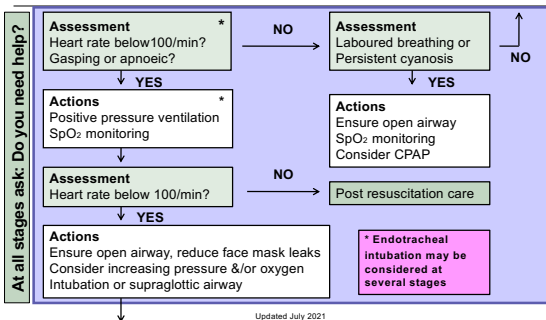 At all stages ask: Do you need help?
Assessment *
Heart rate below100/min?
Gasping or apnoeic?
NO
Assessment
Laboured breathing or
Persistent cyanosis
NO
YES
YES
Actions *
Positive pressure ventilation
SpO2 monitoring
Actions
Ensure open airway
SpO2 monitoring
Consider CPAP
Assessment
Heart rate below 100/min?
NO
Post resuscitation care
YES
Actions
Ensure open airway, reduce face mask leaks
Consider increasing pressure &/or oxygen
Intubation or supraglottic airway
* Endotracheal
intubation may be
considered at
several stages
Updated July 2021